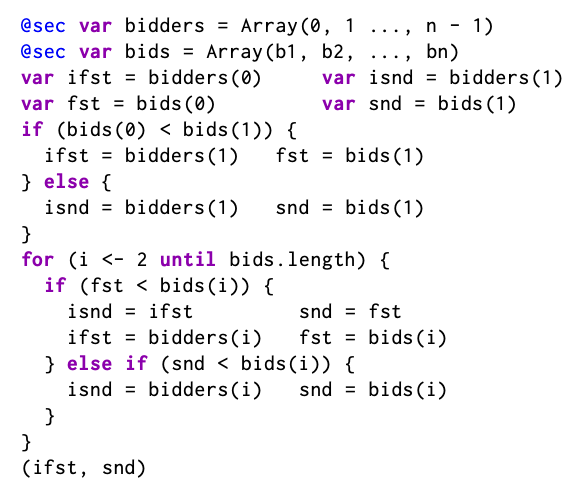 @sec var bidders = Array(0, 1 ..., n - 1)
@sec var bids = Array(b1, b2, ..., bn)
var ifst = bidders(0)     var isnd = bidders(1)
var fst = bids(0)         var snd = bids(1)
if (bids(0) < bids(1)) {
  ifst = bidders(1)   fst = bids(1)
} else {
  isnd = bidders(1)   snd = bids(1)
}
for (i <- 2 until bids.length) {
  if (fst < bids(i)) {
    isnd = ifst         snd = fst
    ifst = bidders(i)   fst = bids(i)
  } else if (snd < bids(i)) {
    isnd = bidders(i)   snd = bids(i)
  }
}
(ifst, snd)